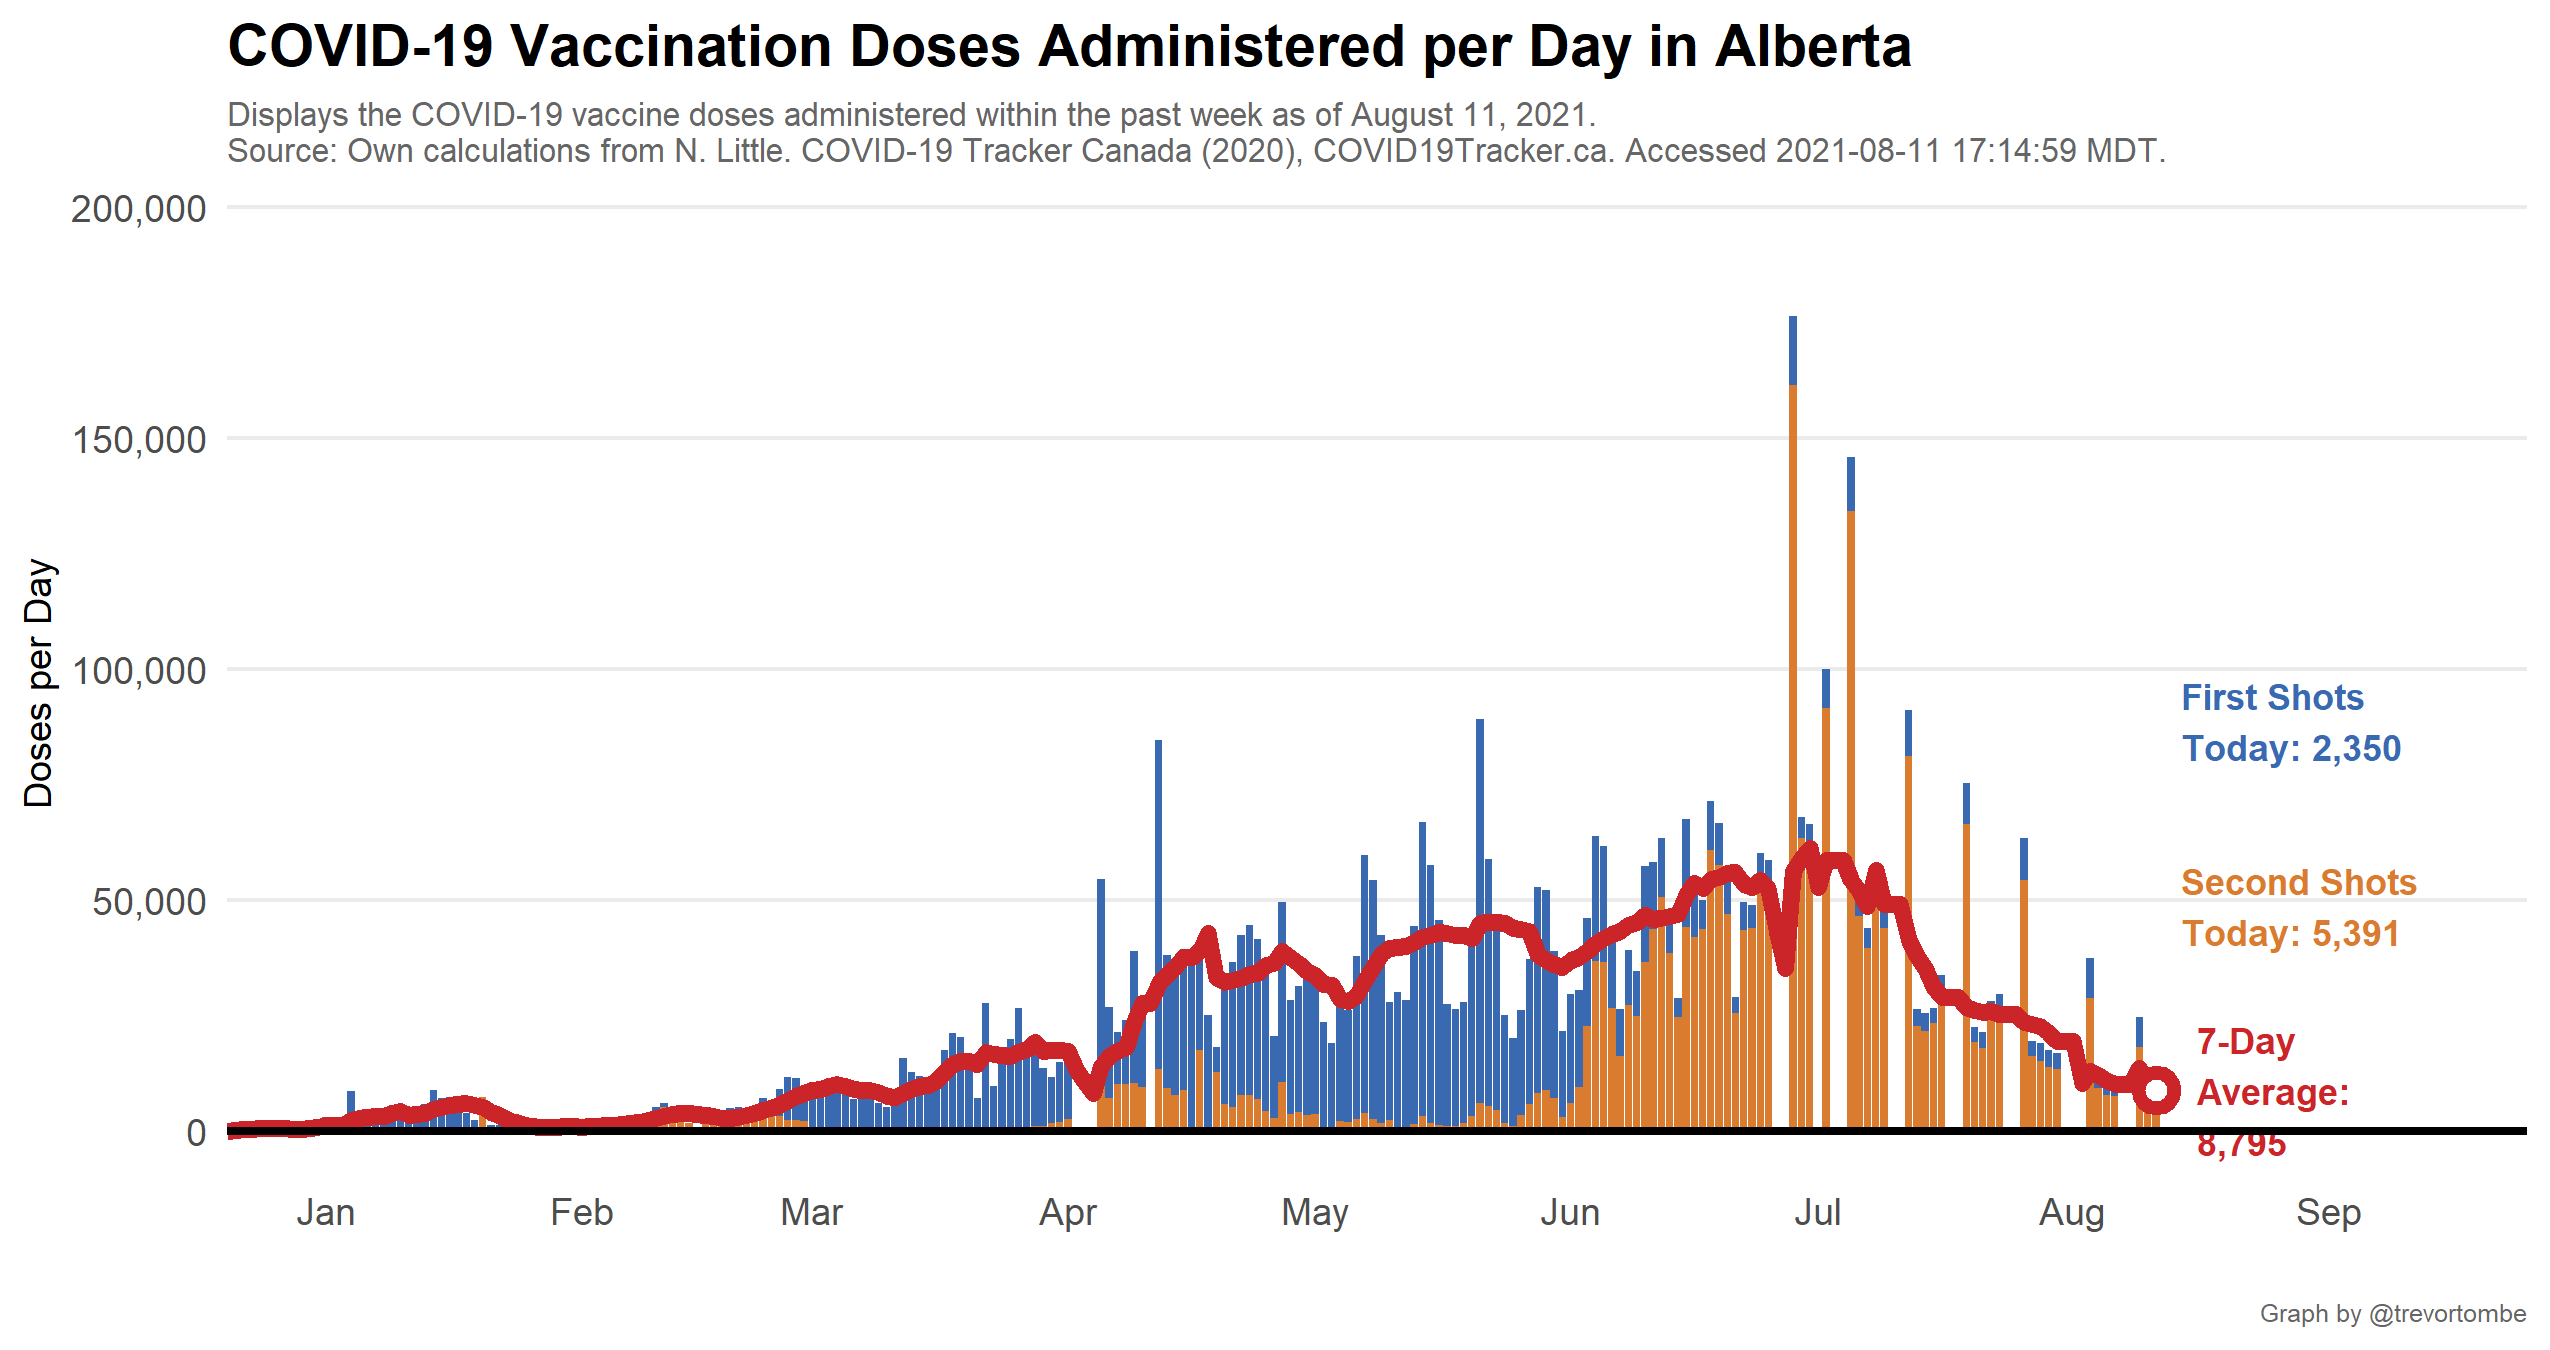 COVID-19 Vaccination Doses Administered per Day in Alberta
Displays the COVID-19 vaccine doses administered within the past week as of August 11, 2021.
Source: Own calculations from N. Little. COVID-19 Tracker Canada (2020), COVID19Tracker.ca. Accessed 2021-08-11 17:14:59 MDT.
Doses per Day
200,000
150,000
100,000
50,000
0
First Shots
Today: 2,350
Second Shots
Today: 5,391
7-Day
Average:
8,795
Jan Feb Mar Apr May Jun Jul Aug Sep
Graph by @trevortombe